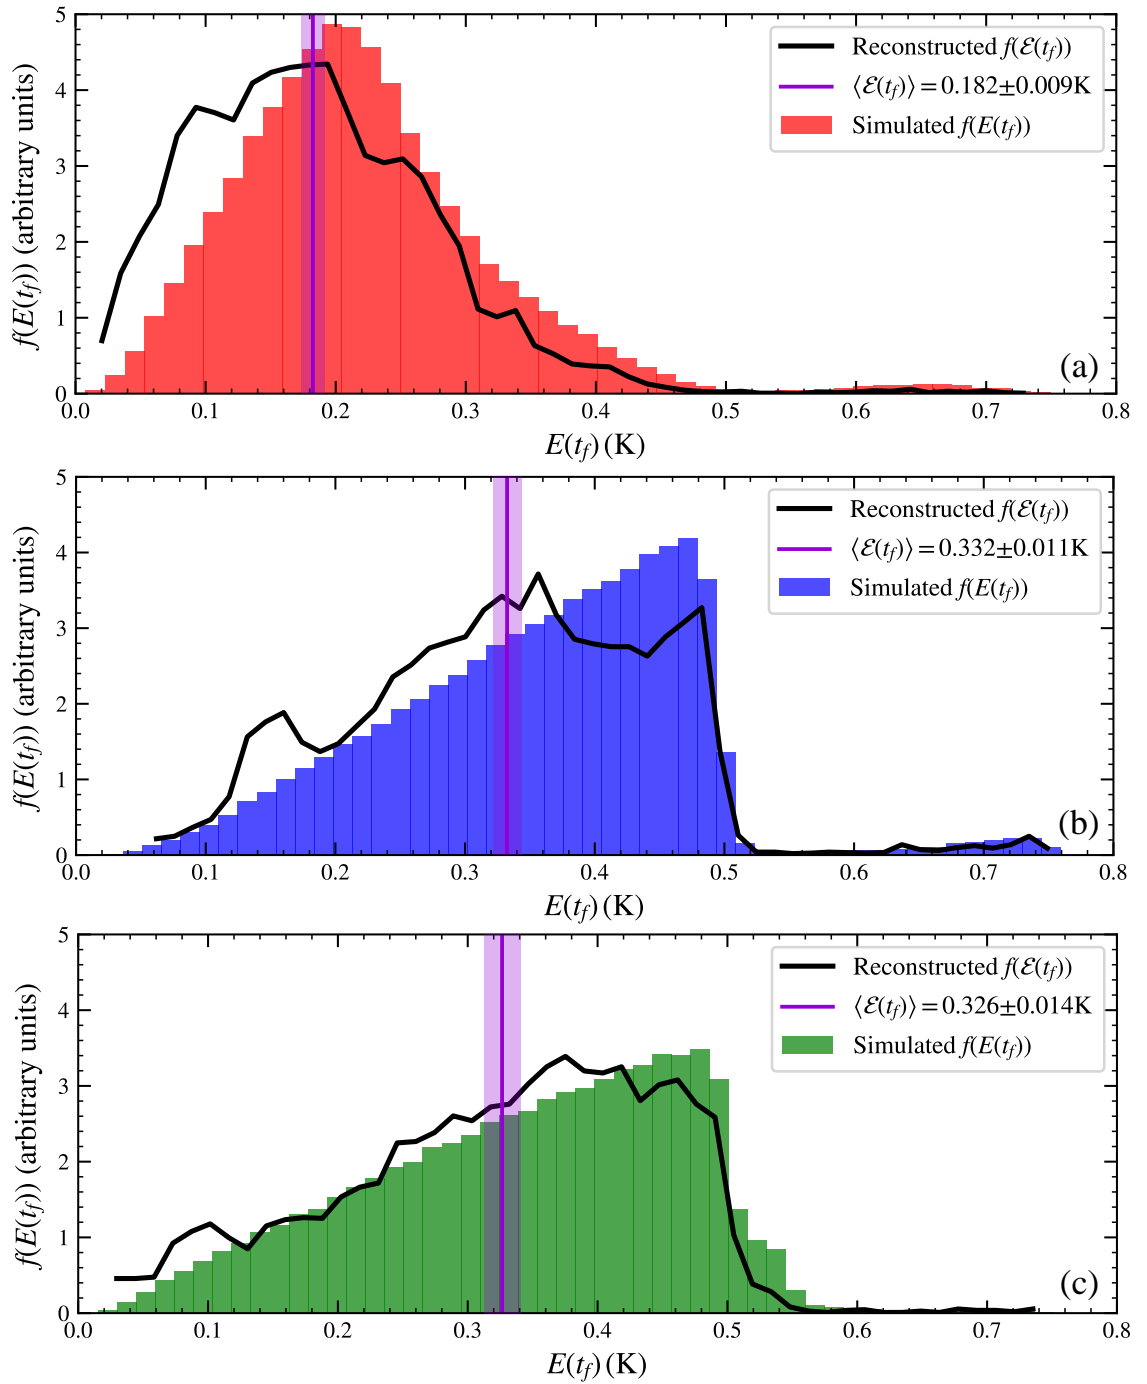 f(E(t_f)) (arbitrary units)
5
4
3
2
1
0
Reconstructed f(ℰ(t_f))
⟨ℰ(t_f)⟩ = 0.182±0.009K
Simulated f(E(t_f))
(a)
0.0 0.1 0.2 0.3 0.4 0.5 0.6 0.7 0.8
E(t_f) (K)
f(E(t_f)) (arbitrary units)
5
4
3
2
1
0
Reconstructed f(ℰ(t_f))
⟨ℰ(t_f)⟩ = 0.332±0.011K
Simulated f(E(t_f))
(b)
0.0 0.1 0.2 0.3 0.4 0.5 0.6 0.7 0.8
E(t_f) (K)
f(E(t_f)) (arbitrary units)
5
4
3
2
1
0
Reconstructed f(ℰ(t_f))
⟨ℰ(t_f)⟩ = 0.326±0.014K
Simulated f(E(t_f))
(c)
0.0 0.1 0.2 0.3 0.4 0.5 0.6 0.7 0.8
E(t_f) (K)